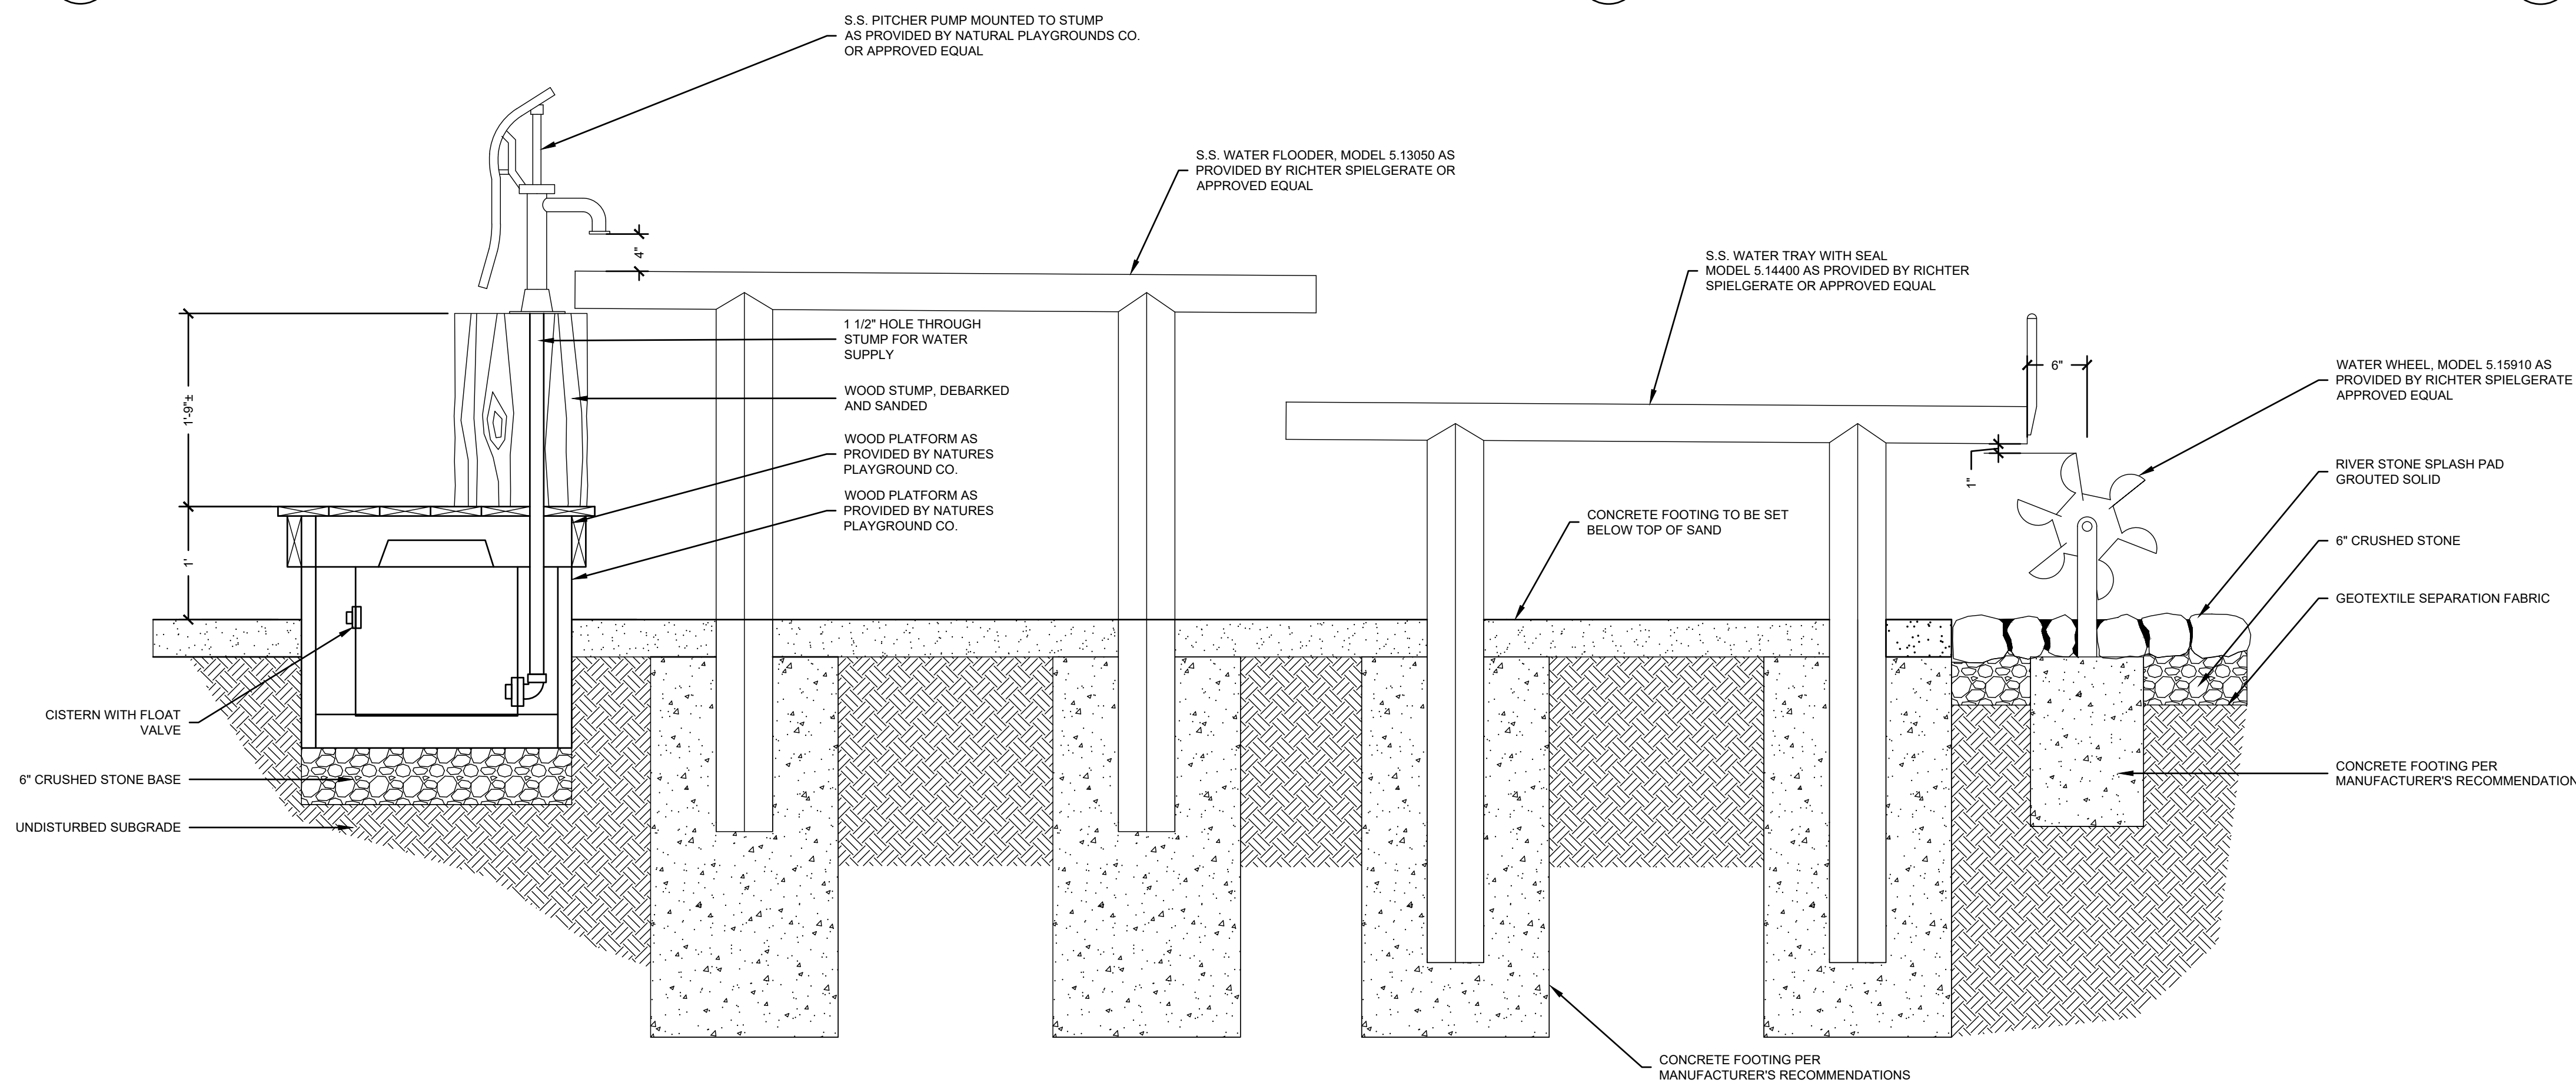 S.S. PITCHER PUMP MOUNTED TO STUMP
AS PROVIDED BY NATURAL PLAYGROUNDS CO.
OR APPROVED EQUAL
S.S. WATER FLOODER, MODEL 5.13050 AS
PROVIDED BY RICHTER SPIELGERATE OR
APPROVED EQUAL
4"
S.S. WATER TRAY WITH SEAL
MODEL 5.14400 AS PROVIDED BY RICHTER
SPIELGERATE OR APPROVED EQUAL
1 1/2" HOLE THROUGH
STUMP FOR WATER
SUPPLY
6"
WATER WHEEL, MODEL 5.15910 AS
PROVIDED BY RICHTER SPIELGERATE
APPROVED EQUAL
1'-9"±
WOOD STUMP, DEBARKED
AND SANDED
WOOD PLATFORM AS
PROVIDED BY NATURES
PLAYGROUND CO.
1"
RIVER STONE SPLASH PAD
GROUTED SOLID
WOOD PLATFORM AS
PROVIDED BY NATURES
PLAYGROUND CO.
CONCRETE FOOTING TO BE SET
BELOW TOP OF SAND
6" CRUSHED STONE
1'
GEOTEXTILE SEPARATION FABRIC
CISTERN WITH FLOAT
VALVE
6" CRUSHED STONE BASE
CONCRETE FOOTING PER
MANUFACTURER'S RECOMMENDATION
UNDISTURBED SUBGRADE
CONCRETE FOOTING PER
MANUFACTURER'S RECOMMENDATIONS